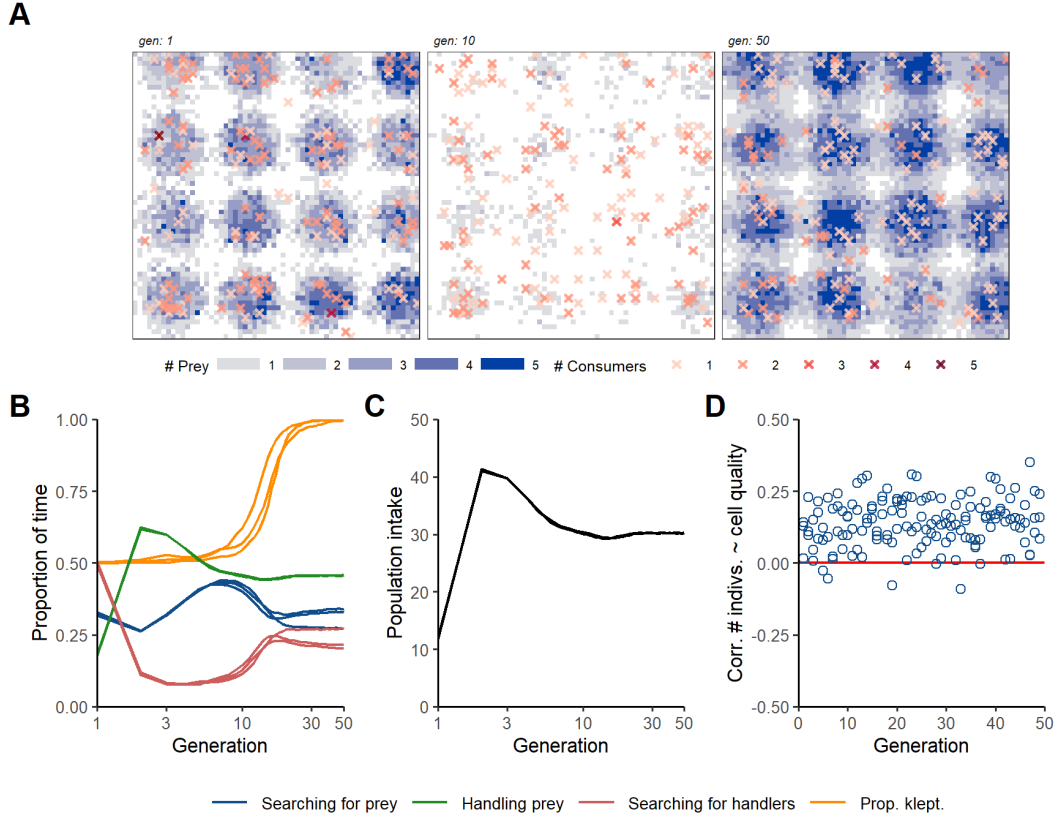 A
gen: 1
gen: 10
gen: 50
# Prey 1 2 3 4 5 # Consumers 1 2 3 4 5
B
1.00
0.75
0.50
0.25
0.00
Proportion of time
1 3 10 30 50
Generation
C
50
40
30
20
10
0
Population intake
1 3 10 30 50
Generation
D
0.50
0.25
0.00
-0.25
-0.50
Corr. # indivs. ~ cell quality
0 10 20 30 40 50
Generation
Searching for prey Handling prey Searching for handlers Prop. klept.